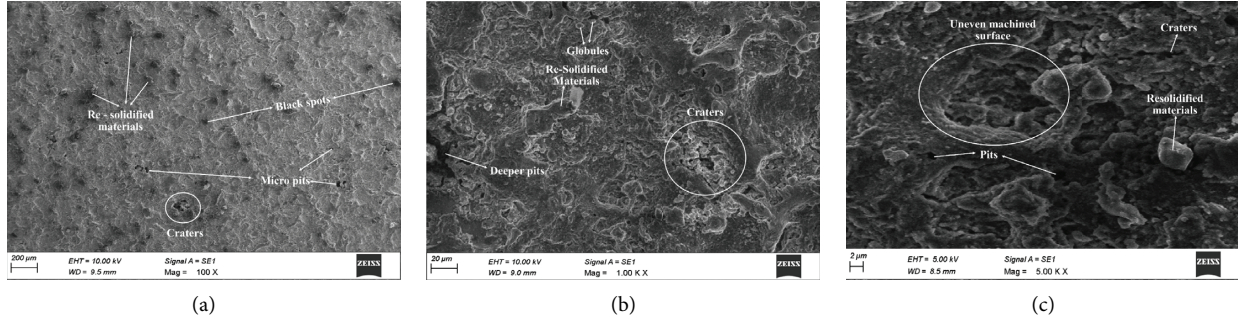 Re - solidified
materials
Black spots
Micro pits
Craters
200 µm
EHT = 10.00 kV
Signal A = SE1
WD = 9.5 mm
Mag = 100 X
ZEISS
(a)
Globules
Re-Solidified
Materials
Craters
Deeper pits
20 µm
EHT = 10.00 kV
Signal A = SE1
WD = 9.0 mm
Mag = 1.00 K X
ZEISS
(b)
Uneven machined
surface
Craters
Resolidified
materials
Pits
2 µm
EHT = 5.00 kV
Signal A = SE1
WD = 8.5 mm
Mag = 5.00 K X
ZEISS
(c)